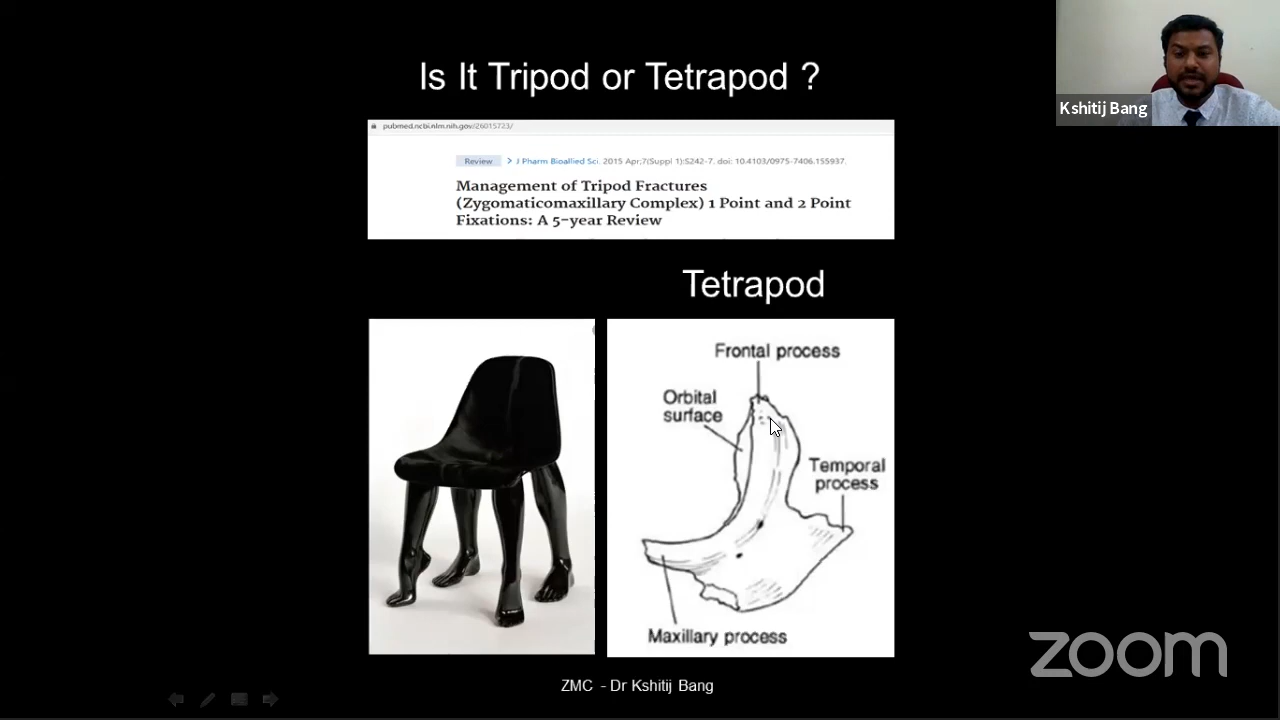 Is It Tripod or Tetrapod ?
Kshitij Bang
pubmed.ncbi.nlm.nih.gov/26015723/
Review > J Pharm Bioallied Sci. 2015 Apr;7(Suppl 1):S242-7. doi: 10.4103/0975-7406.155937.
Management of Tripod Fractures
(Zygomaticomaxillary Complex) 1 Point and 2 Point
Fixations: A 5-year Review
Tetrapod
Frontal process
Orbital
surface
Temporal
process
Maxillary process
zoom
ZMC - Dr Kshitij Bang